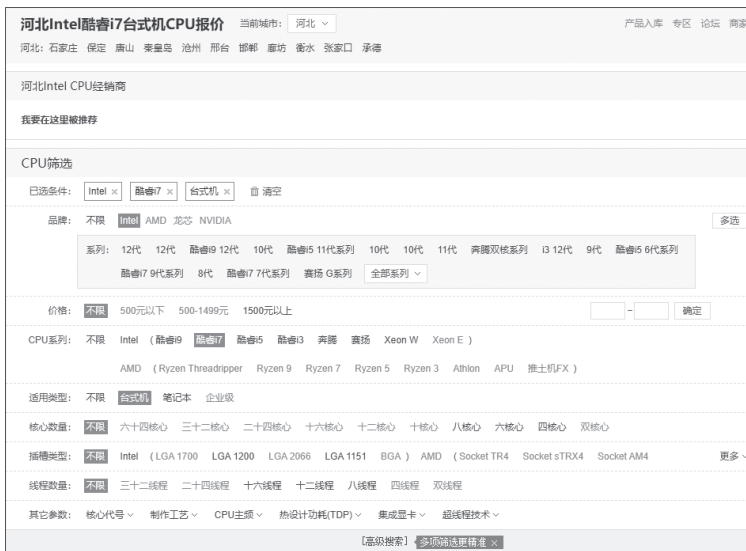 河北Intel酷睿i7台式机CPU报价 当前城市: 河北 产品入库 专区 论坛 商家
河北: 石家庄 保定 唐山 秦皇岛 沧州 邢台 邯郸 廊坊 衡水 张家口 承德
河北Intel CPU经销商
我要在这里被推荐
CPU筛选
已选条件: Intel × 酷睿i7 × 台式机 × 清空
品牌: 不限 Intel AMD 龙芯 NVIDIA 多选
系列: 12代 12代 酷睿i9 12代 10代 酷睿i5 11代系列 10代 10代 11代 奔腾双核系列 i3 12代 9代 酷睿i5 6代系列
酷睿i7 9代系列 8代 酷睿i7 7代系列 赛扬 G系列 全部系列
价格: 不限 500元以下 500-1499元 1500元以上 - 确定
CPU系列: 不限 Intel ( 酷睿i9 酷睿i7 酷睿i5 酷睿i3 奔腾 赛扬 Xeon W Xeon E )
AMD ( Ryzen Threadripper Ryzen 9 Ryzen 7 Ryzen 5 Ryzen 3 Athlon APU 推土机FX )
适用类型: 不限 台式机 笔记本 企业级
核心数量: 不限 六十四核心 三十二核心 二十四核心 十六核心 十二核心 十核心 八核心 六核心 四核心 双核心
插槽类型: 不限 Intel ( LGA 1700 LGA 1200 LGA 2066 LGA 1151 BGA ) AMD ( Socket TR4 Socket sTRX4 Socket AM4 更多
线程数量: 不限 三十二线程 二十四线程 十六线程 十二线程 八线程 四线程 双线程
其它参数: 核心代号 制作工艺 CPU主频 热设计功耗(TDP) 集成显卡 超线程技术
[高级搜索] 多项筛选更精准 ×